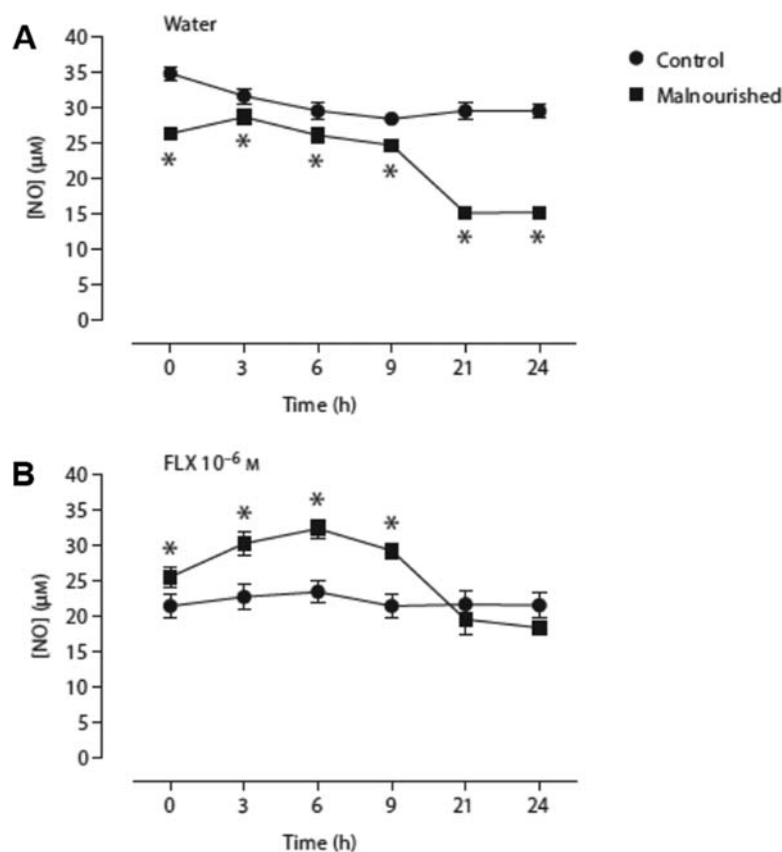 A
Water
40
35
30
25
20
15
10
5
0
[NO] (µM)
* * * * * *
0 3 6 9 21 24
Time (h)
Control
Malnourished
B
FLX 10⁻⁶ M
40
35
30
25
20
15
10
5
0
[NO] (µM)
* * * *
0 3 6 9 21 24
Time (h)